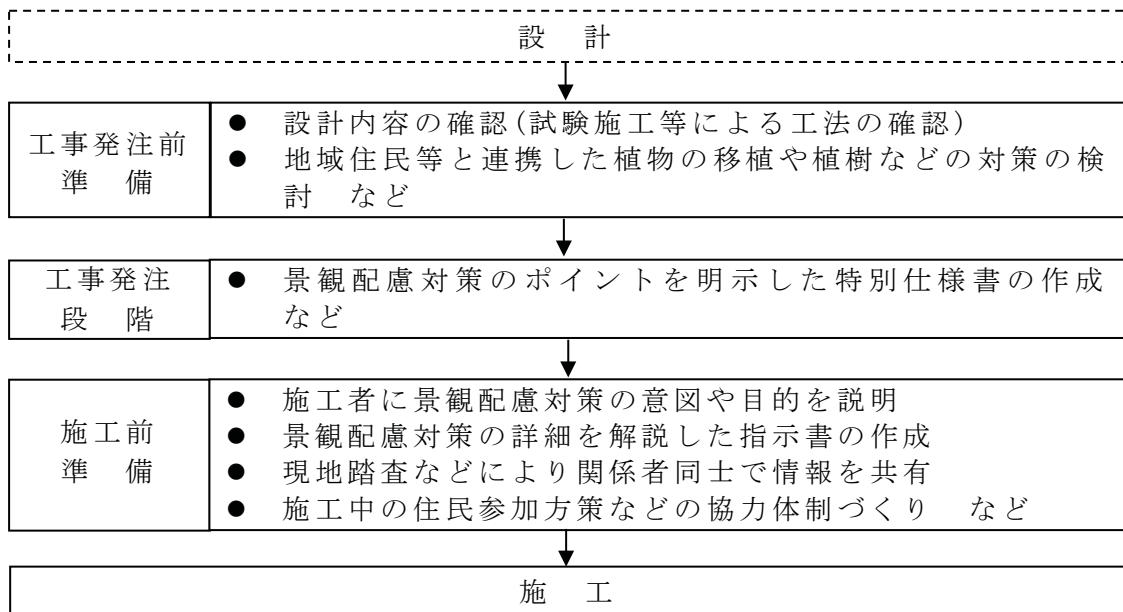 設　計
工事発注前
準　備
● 設計内容の確認(試験施工等による工法の確認)
● 地域住民等と連携した植物の移植や植樹などの対策の検
討　など
工事発注
段　階
● 景観配慮対策のポイントを明示した特別仕様書の作成
など
施工前
準　備
● 施工者に景観配慮対策の意図や目的を説明
● 景観配慮対策の詳細を解説した指示書の作成
● 現地踏査などにより関係者同士で情報を共有
● 施工中の住民参加方策などの協力体制づくり　など
施　工